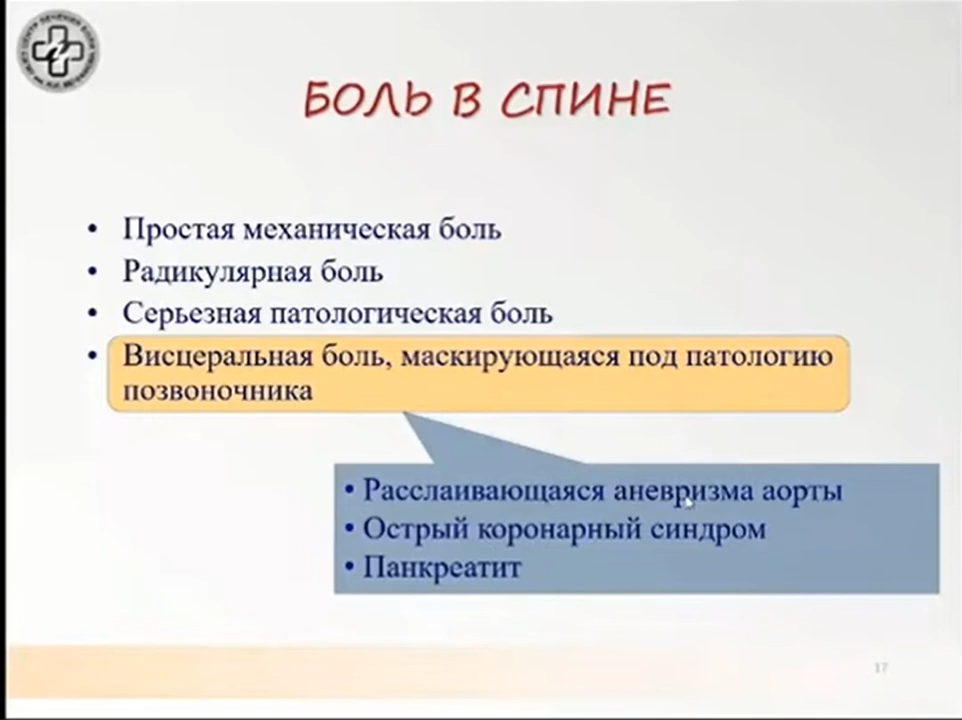 БОЛЬ В СПИНЕ
• Простая механическая боль
• Радикулярная боль
• Серьезная патологическая боль
• Висцеральная боль, маскирующаяся под патологию
позвоночника
• Расслаивающаяся аневризма аорты
• Острый коронарный синдром
• Панкреатит
17